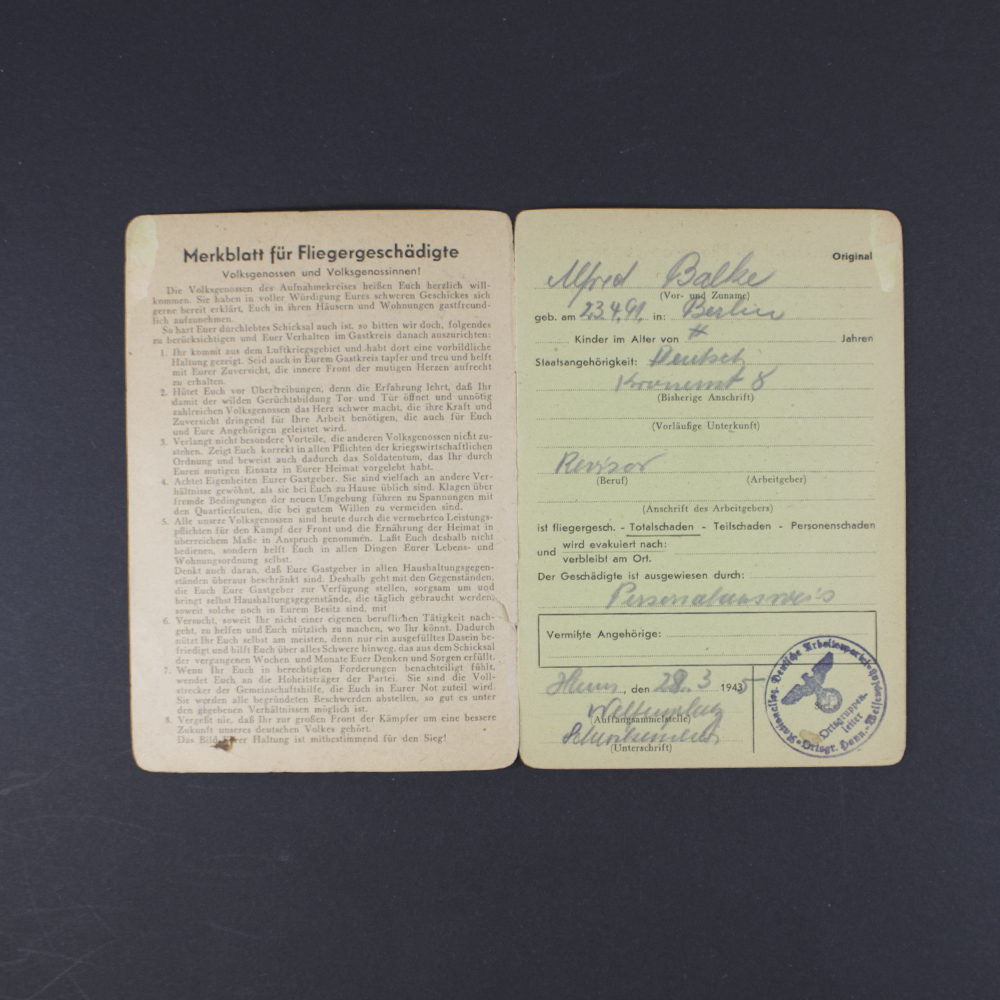 Merkblatt für Fliegergeschädigte
Volksgenossen und Volksgenossinnen!
Die Volksgenossen des Aufnahmekreises heißen Euch herzlich will-
kommen. Sie haben in voller Würdigung Eures schweren Geschickes sich
gerne bereit erklärt, Euch in ihren Häusern und Wohnungen gastfreund-
lich aufzunehmen.
So hart Euer durchlebtes Schicksal auch ist, so bitten wir doch, folgendes
zu berücksichtigen und Euer Verhalten im Gastkreis danach auszurichten:
1. Ihr kommt aus dem Luftkriegsgebiet und habt dort eine vorbildliche
Haltung gezeigt. Seid auch in Eurem Gastkreis tapfer und treu und helft
mit Eurer Zuversicht, die innere Front der mutigen Herzen aufrecht
zu erhalten.
2. Hütet Euch vor Übertreibungen, denn die Erfahrung lehrt, daß Ihr
damit der wilden Gerüchtsbildung Tor und Tür öffnet und unnötig
zahlreichen Volksgenossen das Herz schwer macht, die ihre Kraft und
Zuversicht dringend für Ihre Arbeit benötigen, die auch für Euch
und Eure Angehörigen geleistet wird.
3. Verlangt nicht besondere Vorteile, die anderen Volksgenossen nicht zu-
stehen. Zeigt Euch korrekt in allen Pflichten der kriegswirtschaftlichen
Ordnung und beweist auch dadurch das Soldatentum, das Ihr durch
Euren mutigen Einsatz in Eurer Heimat vorgelebt habt.
4. Achtet Eigenheiten Eurer Gastgeber. Sie sind vielfach an andere Ver-
hältnisse gewöhnt, als sie bei Euch zu Hause üblich sind. Klagen über
fremde Bedingungen der neuen Umgebung führen zu Spannungen mit
den Quartierleuten, die bei gutem Willen zu vermeiden sind.
5. Alle unsere Volksgenossen sind heute durch die vermehrten Leistungs-
pflichten für den Kampf der Front und die Ernährung der Heimat in
überreichem Maße in Anspruch genommen. Laßt Euch deshalb nicht
bedienen, sondern helft Euch in allen Dingen Eurer Lebens- und
Wohnungsordnung selbst.
Denkt auch daran, daß Eure Gastgeber in allen Haushaltungsgegen-
ständen überaus beschränkt sind. Deshalb geht mit den Gegenständen,
die Euch Eure Gastgeber zur Verfügung stellen, sorgsam um und
bringt selbst Haushaltungsgegenstände, die täglich gebraucht werden,
soweit solche noch in Eurem Besitz sind, mit
6. Versucht, soweit Ihr nicht einer eigenen beruflichen Tätigkeit nach-
geht, zu helfen und Euch nützlich zu machen, wo Ihr könnt. Dadurch
nützt Ihr Euch selbst am meisten, denn nur ein ausgefülltes Dasein be-
friedigt und hilft Euch über alles Schwere hinweg, das aus dem Schicksal
der vergangenen Wochen und Monate Euer Denken und Sorgen erfüllt.
7. Wenn Ihr Euch in berechtigten Forderungen benachteiligt fühlt,
wendet Euch, an die Hoheitsträger der Partei. Sie sind die Voll-
strecker der Gemeinschaftshilfe, die Euch in Eurer Not zuteil wird.
Sie werden alle begründeten Beschwerden abstellen, so gut es unter
den gegebenen Verhältnissen möglich ist.
8. Vergeßt nie, daß Ihr zur großen Front der Kämpfer um eine bessere
Zukunft unseres deutschen Volkes gehört.
Das Bild Eurer Haltung ist mitbestimmend für den Sieg!
Original
Alfred Balke
(Vor- und Zuname)
geb. am 23.4.91. in: Berlin
Kinder im Alter von Jahren
Staatsangehörigkeit: Deutsch
8
(Bisherige Anschrift)
(Vorläufige Unterkunft)
Revisor
(Beruf) (Arbeitgeber)
(Anschrift des Arbeitgebers)
ist fliegergesch. - Totalschaden - Teilschaden - Personenschaden
und wird evakuiert nach:
verbleibt am Ort.
Der Geschädigte ist ausgewiesen durch:
Personalausweis
Vermißte Angehörige:
den 28.3 1945
(Auffangsammelstelle)
(Unterschrift)
Nationalsoz. Deutsche Arbeiterpartei
Ortsgruppen-
leiter
Ortsgr. Hann.